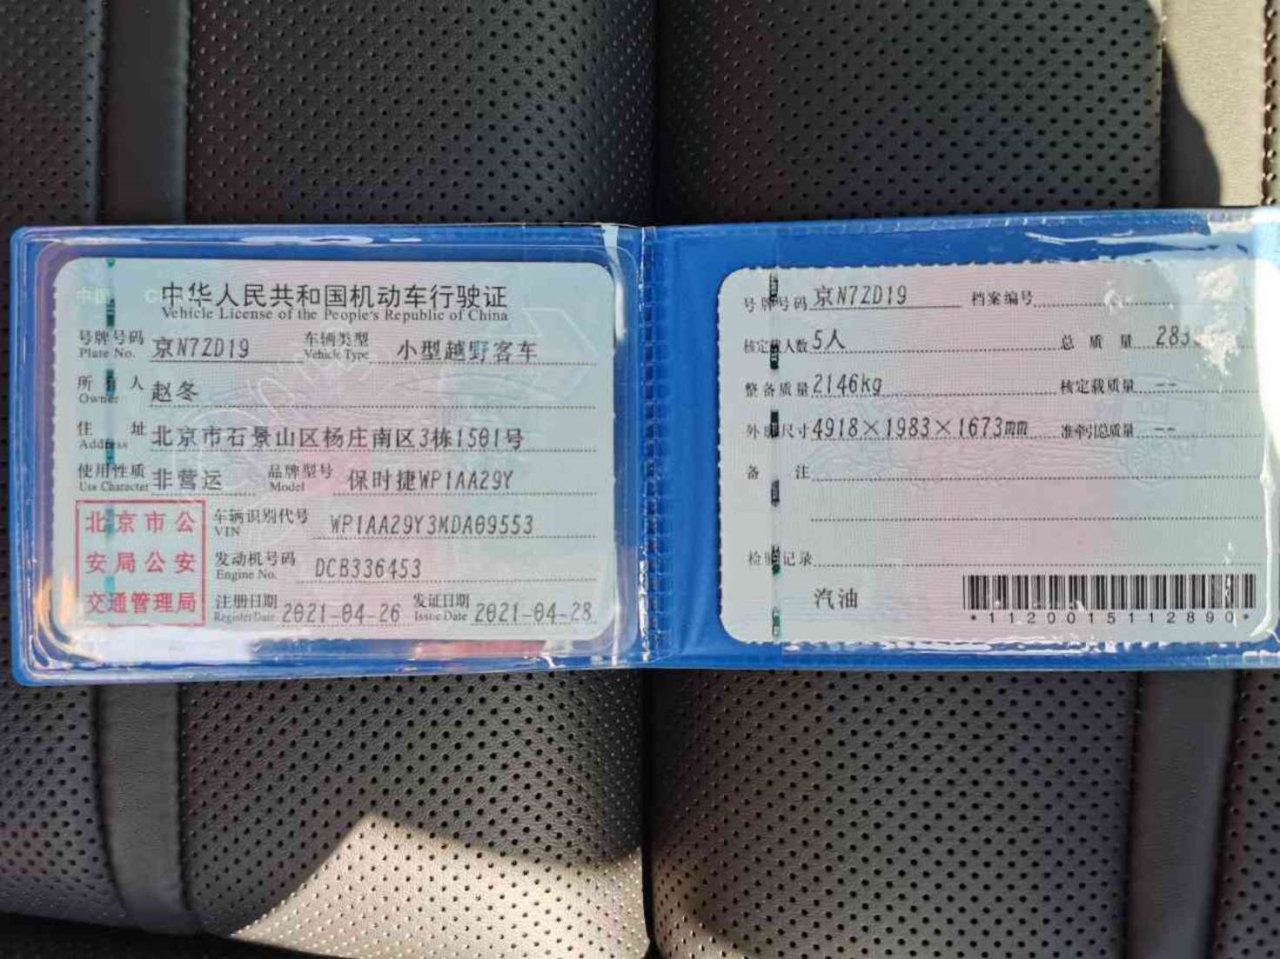 中华人民共和国机动车行驶证
Vehicle License of the People's Republic of China
号牌号码 京N7ZD19 车辆类型 小型越野客车
Plate No. Vehicle Type
所有人 赵冬
Owner
住 址 北京市石景山区杨庄南区3栋1501号
Address
使用性质 非营运 品牌型号 保时捷WP1AA29Y
Use Character Model
北京市公
安局公安
交通管理局
车辆识别代号 WP1AA29Y3MDA09553
VIN
发动机号码 DCB336453
Engine No.
注册日期 2021-04-26 发证日期 2021-04-28
Register Date Issue Date
号牌号码 京N7ZD19 档案编号
核定载人数 5人 总质量
整备质量 2146kg 核定载质量 --
外廓尺寸 4918×1983×1673mm 准牵引总质量 --
备 注
检验记录
汽油
*1120015112890*